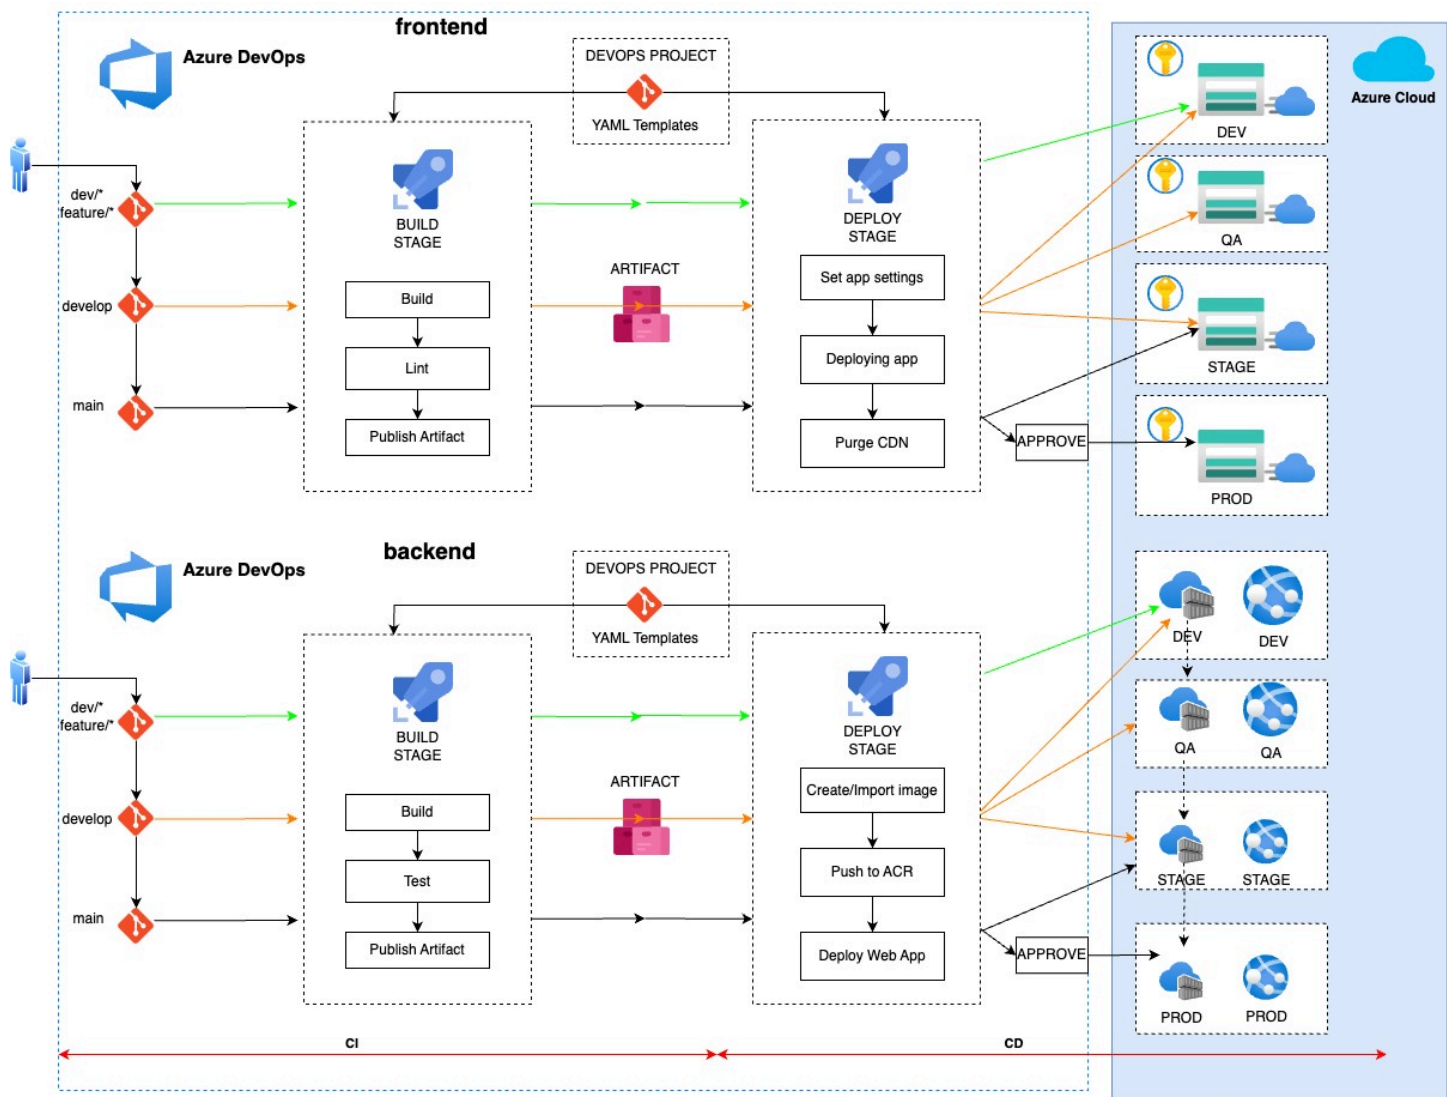 frontend
Azure DevOps
DEVOPS PROJECT
YAML Templates
dev/*
feature/*
develop
main
BUILD
STAGE
Build
Lint
Publish Artifact
ARTIFACT
DEPLOY
STAGE
Set app settings
Deploying app
Purge CDN
APPROVE
Azure Cloud
DEV
QA
STAGE
PROD
backend
Azure DevOps
DEVOPS PROJECT
YAML Templates
dev/*
feature/*
develop
main
BUILD
STAGE
Build
Test
Publish Artifact
ARTIFACT
DEPLOY
STAGE
Create/Import image
Push to ACR
Deploy Web App
APPROVE
DEV
DEV
QA
QA
STAGE
STAGE
PROD
PROD
CI
CD